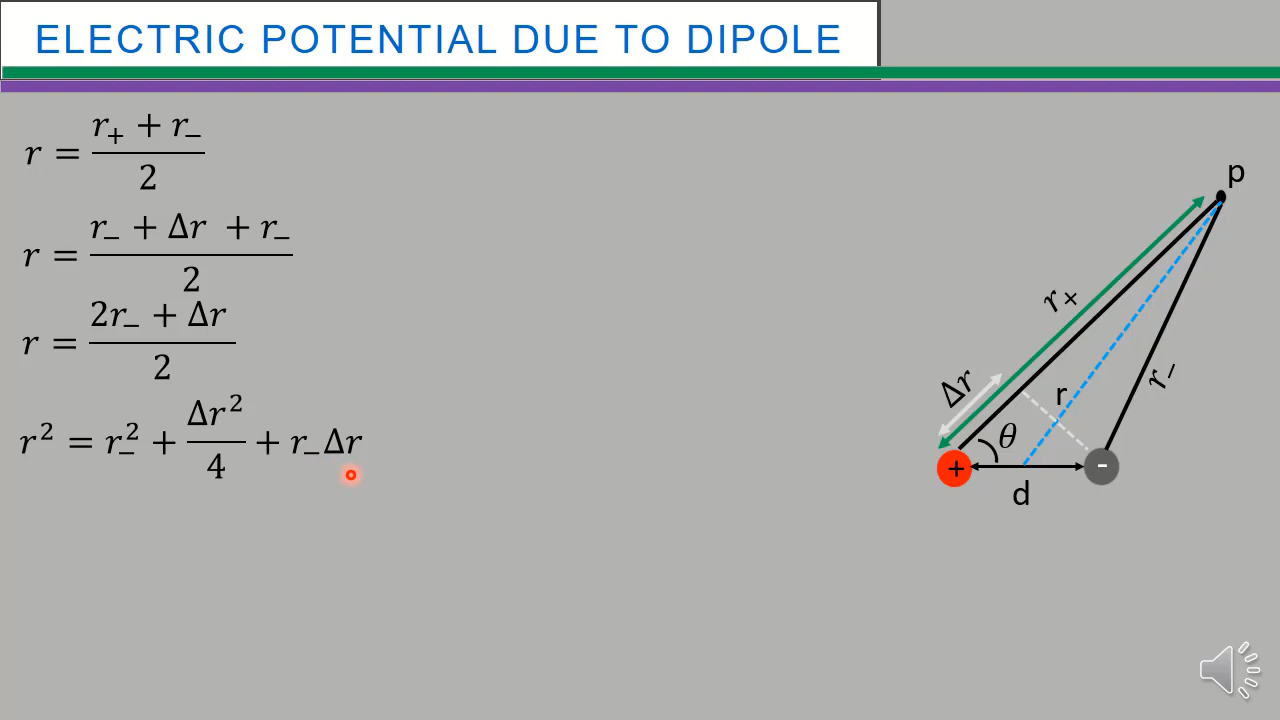 ELECTRIC POTENTIAL DUE TO DIPOLE
r = (r₊ + r₋)/2
r = (r₋ + Δr + r₋)/2
r = (2r₋ + Δr)/2
r² = r₋² + Δr²/4 + r₋Δr
p
r₊
Δr
r
r₋
θ
+
-
d